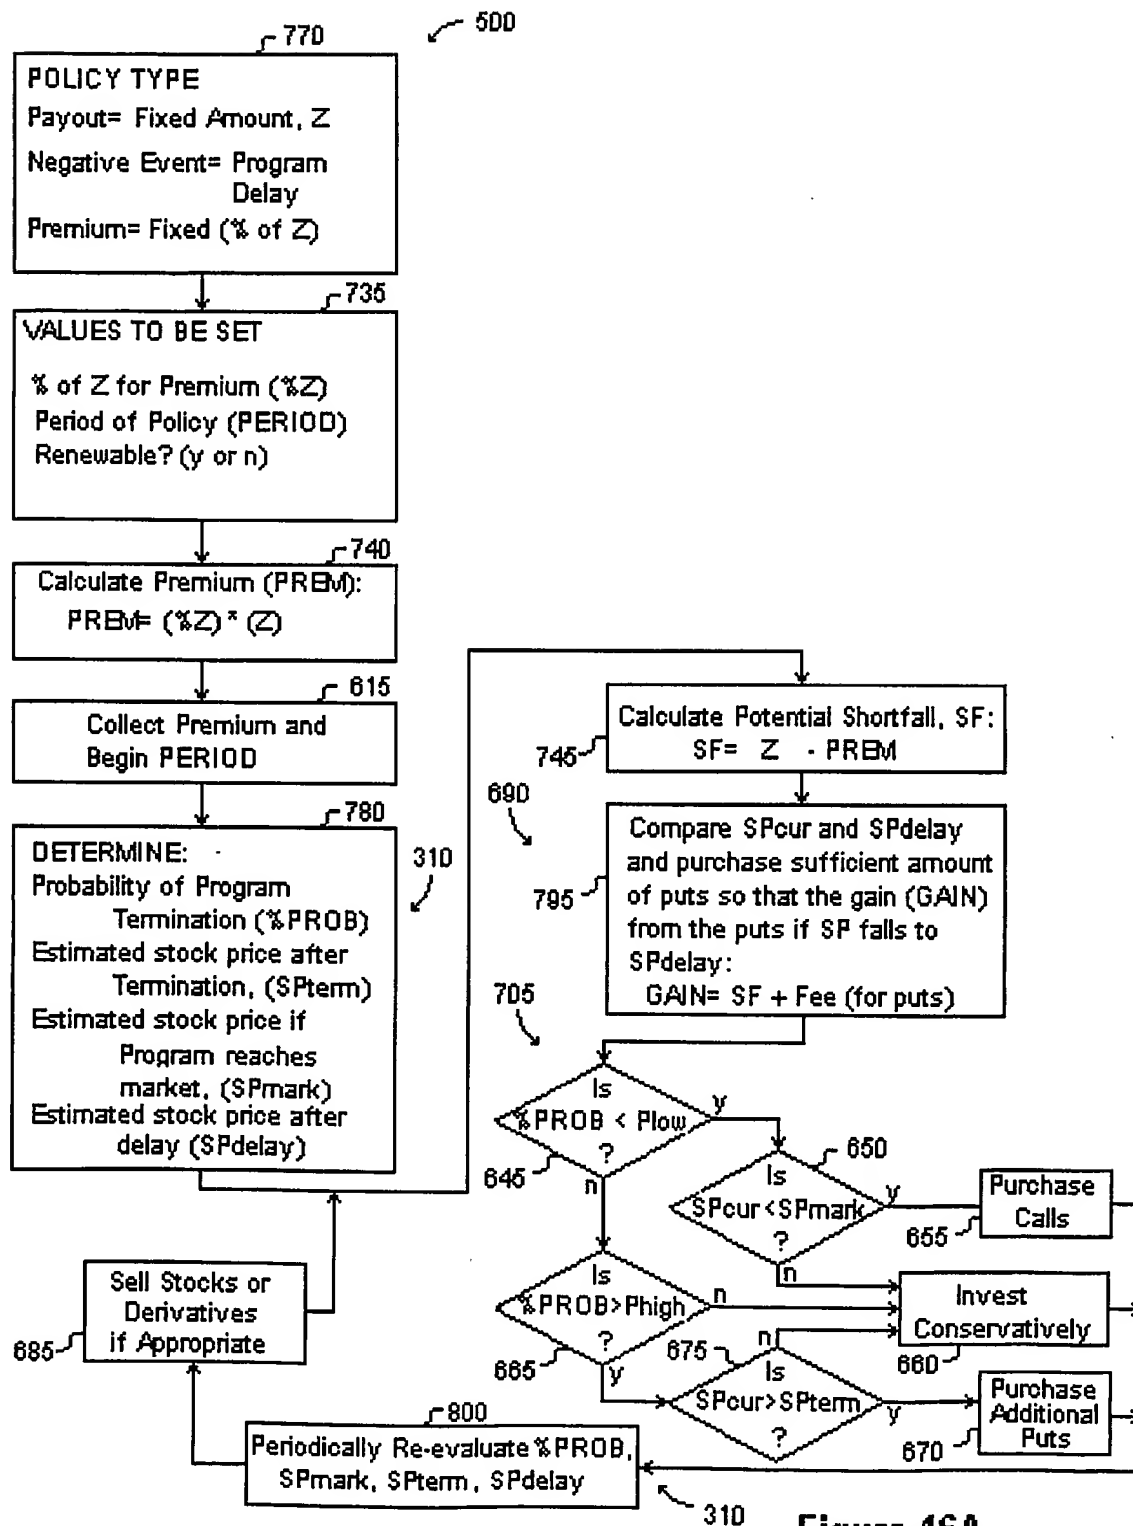 500
770
POLICY TYPE
Payout= Fixed Amount, Z
Negative Event= Program
Delay
Premium= Fixed (% of Z)
735
VALUES TO BE SET
% of Z for Premium (%Z)
Period of Policy (PERIOD)
Renewable? (y or n)
740
Calculate Premium (PREM):
PREM= (%Z) * (Z)
615
Collect Premium and
Begin PERIOD
780
310
DETERMINE:
Probability of Program
Termination (%PROB)
Estimated stock price after
Termination, (SPterm)
Estimated stock price if
Program reaches
market, (SPmark)
Estimated stock price after
delay (SPdelay)
Calculate Potential Shortfall, SF:
SF= Z - PREM
745
690
Compare SPcur and SPdelay
and purchase sufficient amount
of puts so that the gain (GAIN)
from the puts if SP falls to
SPdelay:
GAIN= SF + Fee (for puts)
795
705
Is
%PROB < Plow
?
y
n
645
650
Is
SPcur<SPmark
?
y
n
Purchase
Calls
655
Is
%PROB>Phigh
?
n
y
665
Invest
Conservatively
660
675
n
Is
SPcur>SPterm
?
y
Purchase
Additional
Puts
670
Sell Stocks or
Derivatives
if Appropriate
685
800
Periodically Re-evaluate %PROB,
SPmark, SPterm, SPdelay
310
Figure 16A